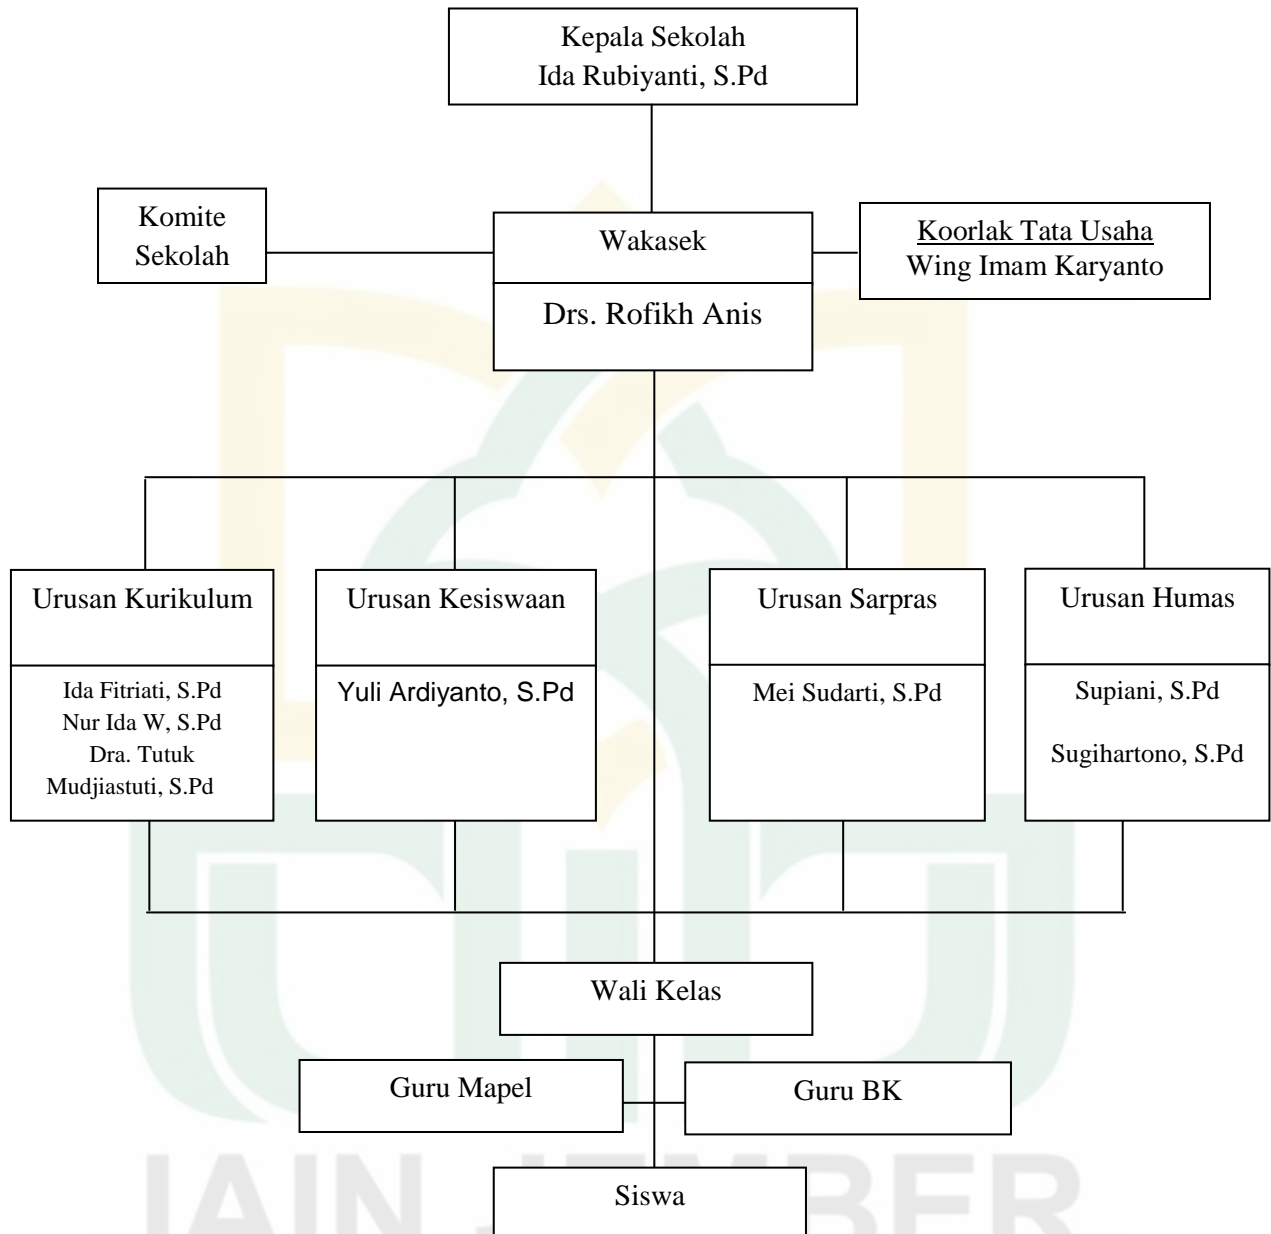 Kepala Sekolah
Ida Rubiyanti, S.Pd
Komite
Sekolah
Wakasek
Drs. Rofikh Anis
Koorlak Tata Usaha
Wing Imam Karyanto
Urusan Kurikulum
Ida Fitriati, S.Pd
Nur Ida W, S.Pd
Dra. Tutuk
Mudjiastuti, S.Pd
Urusan Kesiswaan
Yuli Ardiyanto, S.Pd
Urusan Sarpras
Mei Sudarti, S.Pd
Urusan Humas
Supiani, S.Pd
Sugihartono, S.Pd
Wali Kelas
Guru Mapel
Guru BK
Siswa
IAIN JEMBER